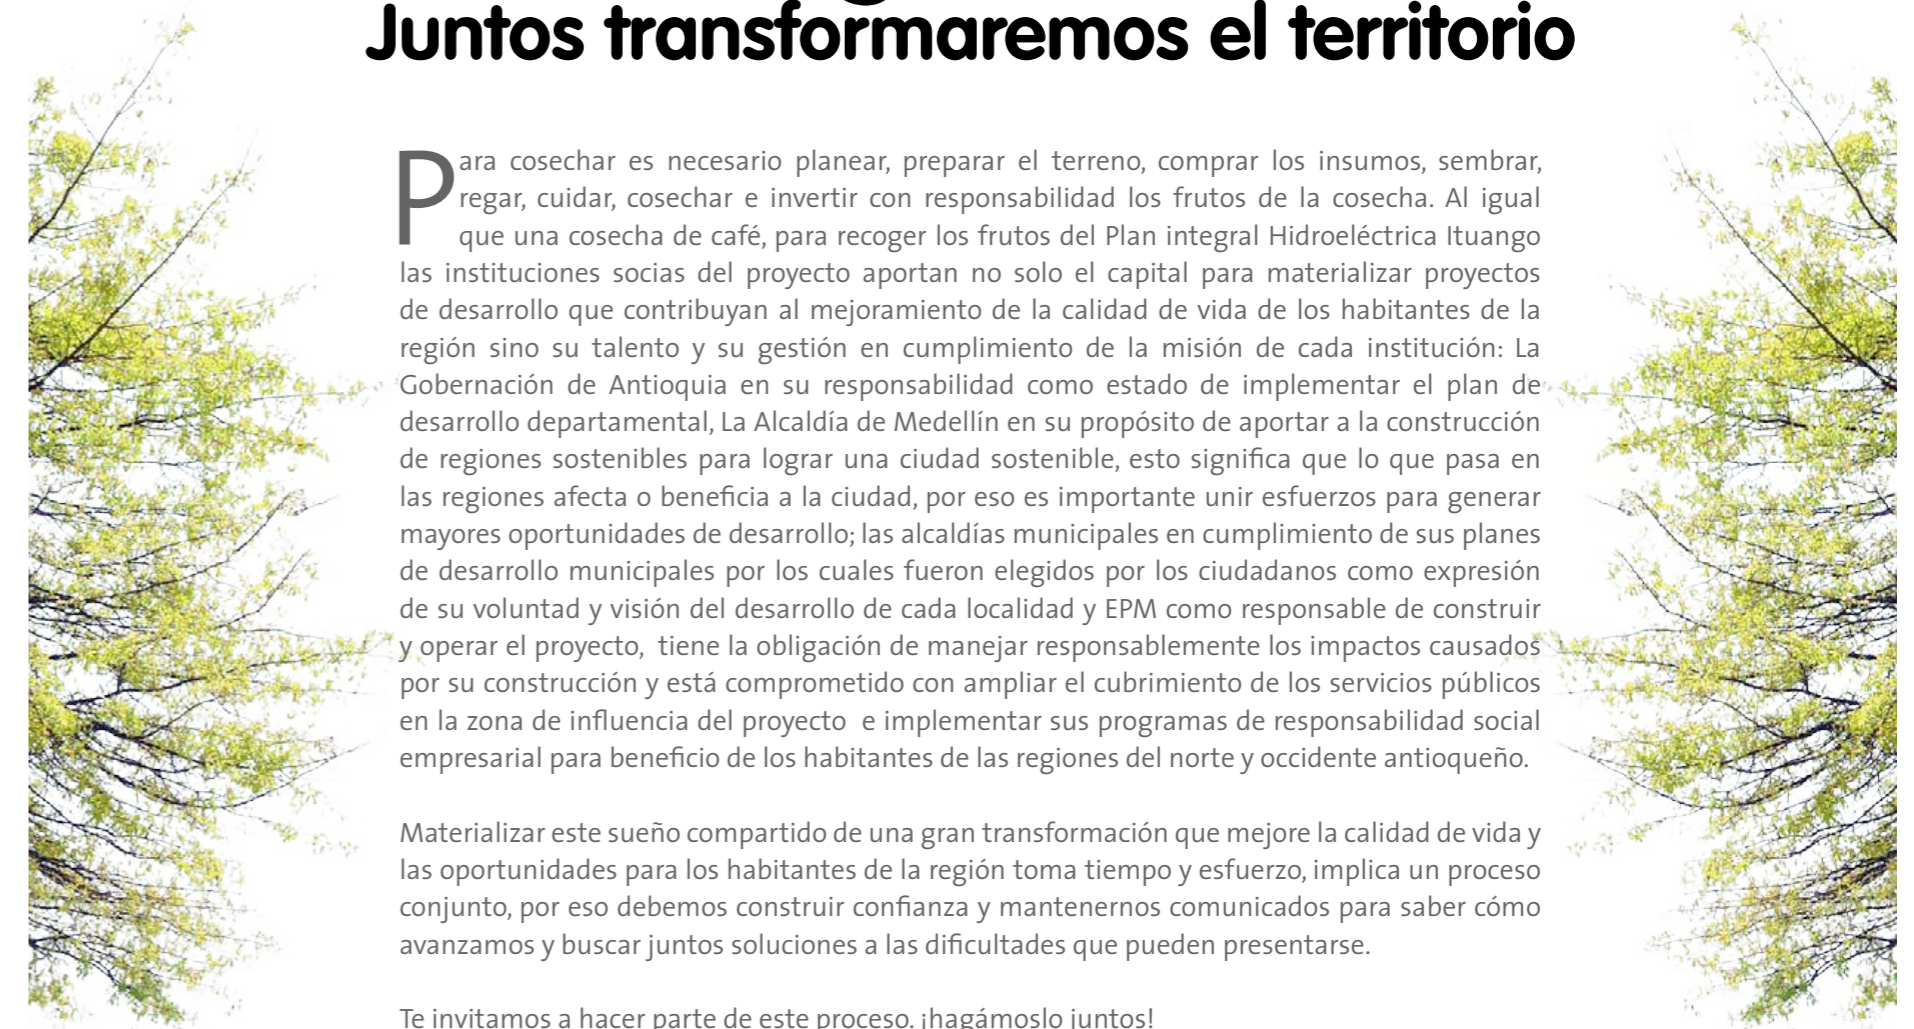 Juntos transformaremos el territorio
Para cosechar es necesario planear, preparar el terreno, comprar los insumos, sembrar,
regar, cuidar, cosechar e invertir con responsabilidad los frutos de la cosecha. Al igual
que una cosecha de café, para recoger los frutos del Plan integral Hidroeléctrica Ituango
las instituciones socias del proyecto aportan no solo el capital para materializar proyectos
de desarrollo que contribuyan al mejoramiento de la calidad de vida de los habitantes de la
región sino su talento y su gestión en cumplimiento de la misión de cada institución: La
Gobernación de Antioquia en su responsabilidad como estado de implementar el plan de
desarrollo departamental, La Alcaldía de Medellín en su propósito de aportar a la construcción
de regiones sostenibles para lograr una ciudad sostenible, esto significa que lo que pasa en
las regiones afecta o beneficia a la ciudad, por eso es importante unir esfuerzos para generar
mayores oportunidades de desarrollo; las alcaldías municipales en cumplimiento de sus planes
de desarrollo municipales por los cuales fueron elegidos por los ciudadanos como expresión
de su voluntad y visión del desarrollo de cada localidad y EPM como responsable de construir
y operar el proyecto,  tiene la obligación de manejar responsablemente los impactos causados
por su construcción y está comprometido con ampliar el cubrimiento de los servicios públicos
en la zona de influencia del proyecto  e implementar sus programas de responsabilidad social
empresarial para beneficio de los habitantes de las regiones del norte y occidente antioqueño.
Materializar este sueño compartido de una gran transformación que mejore la calidad de vida y
las oportunidades para los habitantes de la región toma tiempo y esfuerzo, implica un proceso
conjunto, por eso debemos construir confianza y mantenernos comunicados para saber cómo
avanzamos y buscar juntos soluciones a las dificultades que pueden presentarse.
Te invitamos a hacer parte de este proceso. ¡hagámoslo juntos!